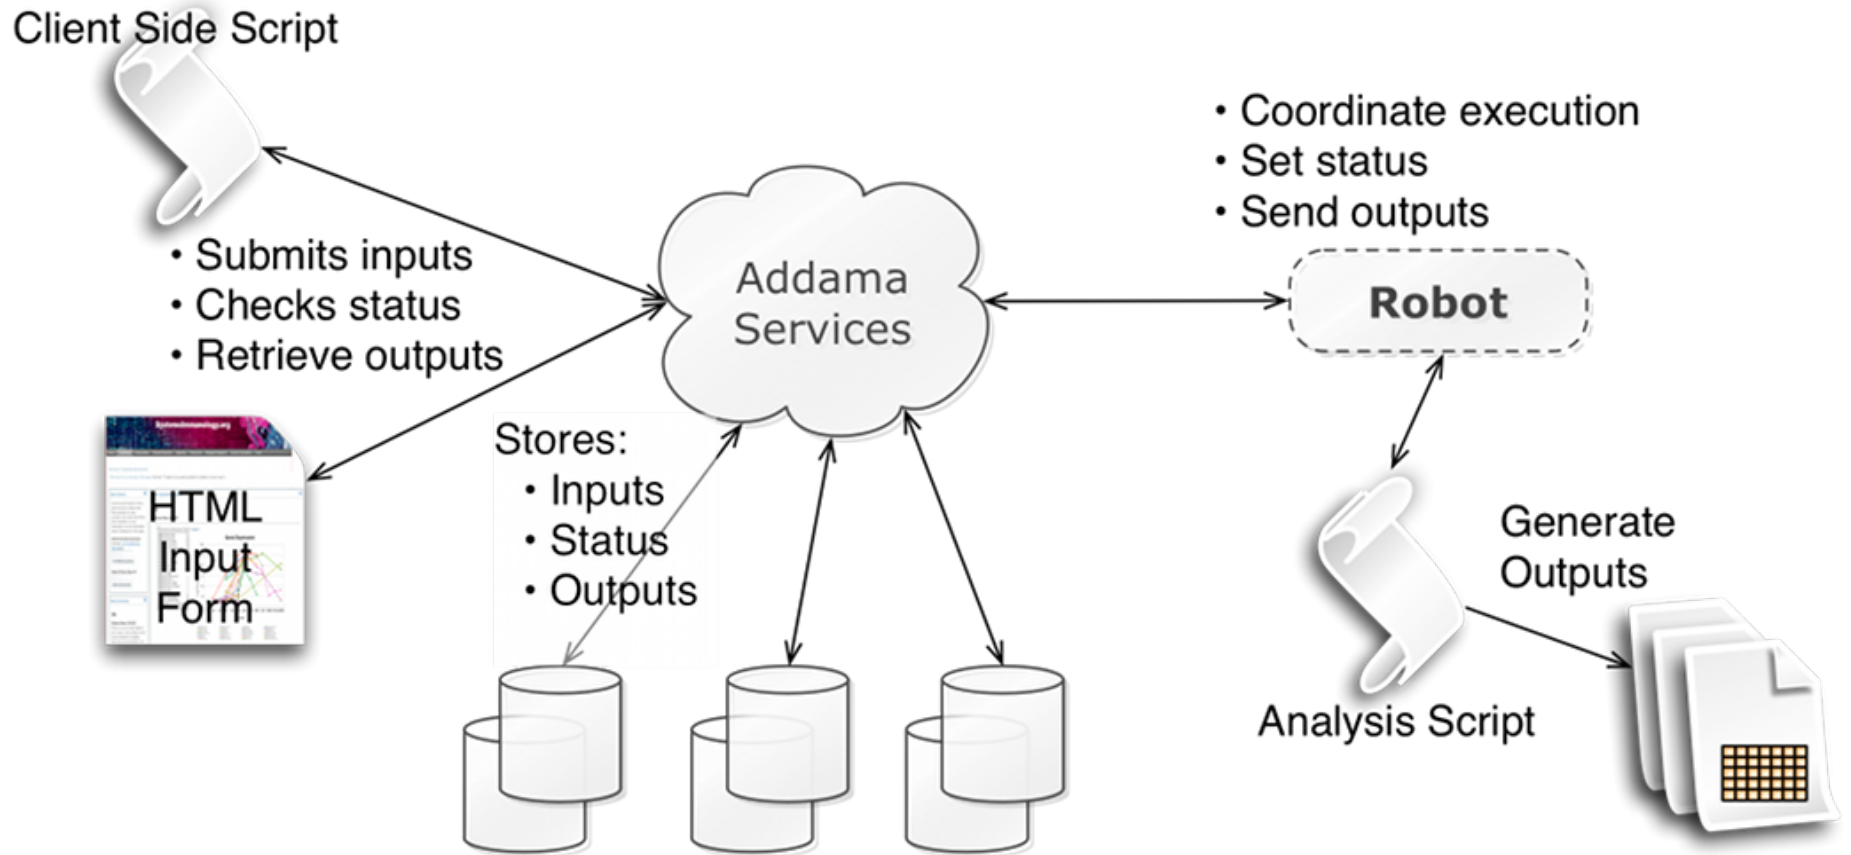 Client Side Script
• Submits inputs
• Checks status
• Retrieve outputs
HTML
Input
Form
Addama
Services
Stores:
• Inputs
• Status
• Outputs
• Coordinate execution
• Set status
• Send outputs
Robot
Generate
Outputs
Analysis Script